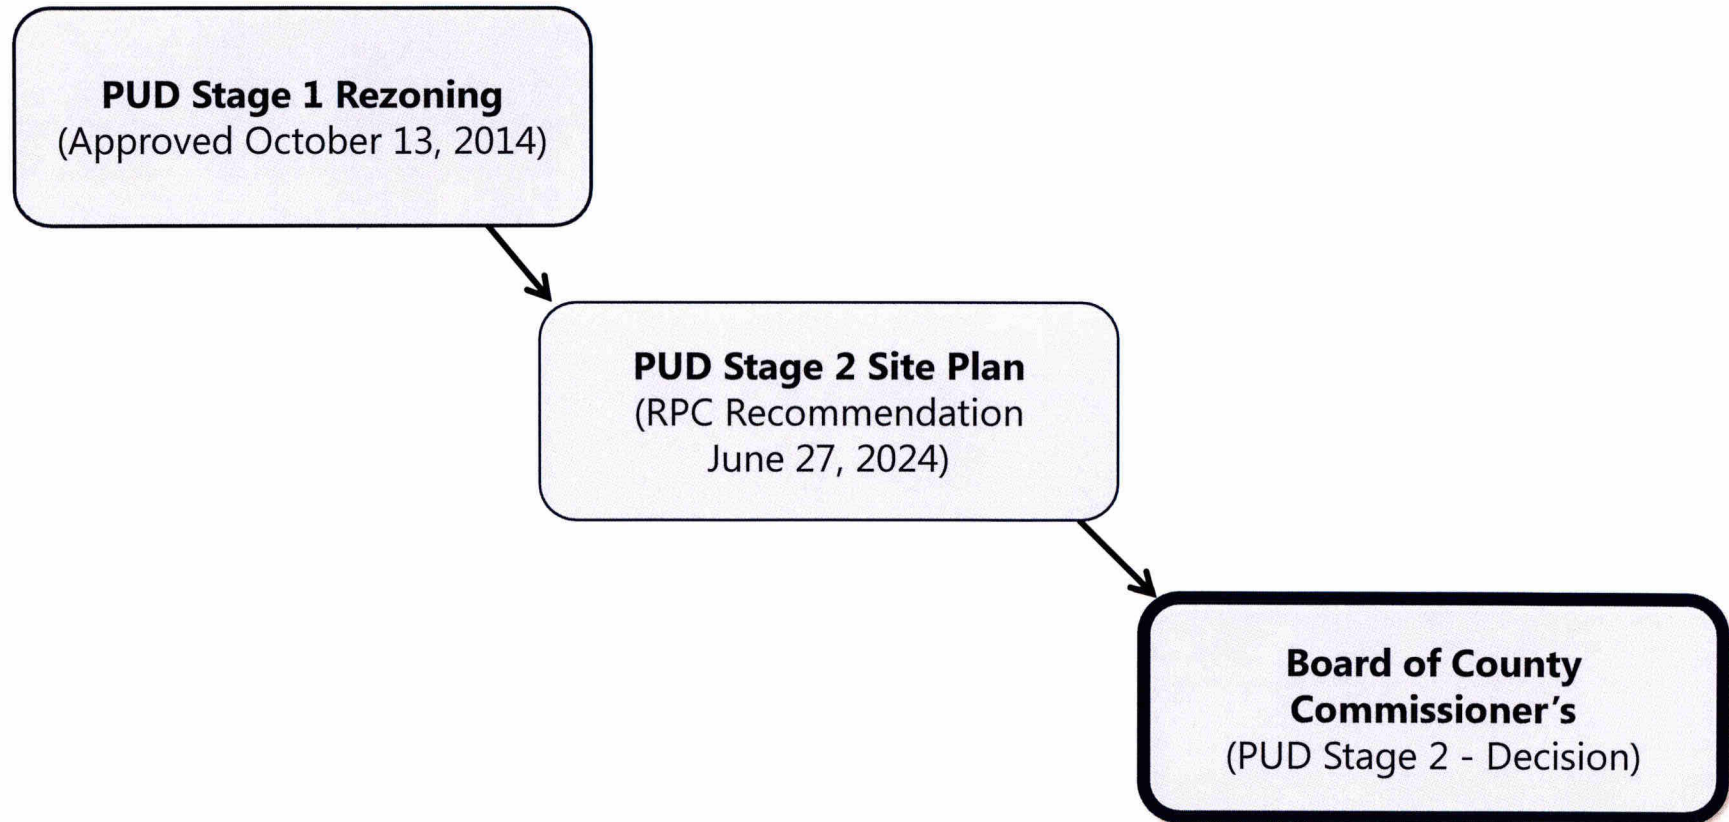 PUD Stage 1 Rezoning
(Approved October 13, 2014)
PUD Stage 2 Site Plan
(RPC Recommendation
June 27, 2024)
Board of County
Commissioner’s
(PUD Stage 2 - Decision)